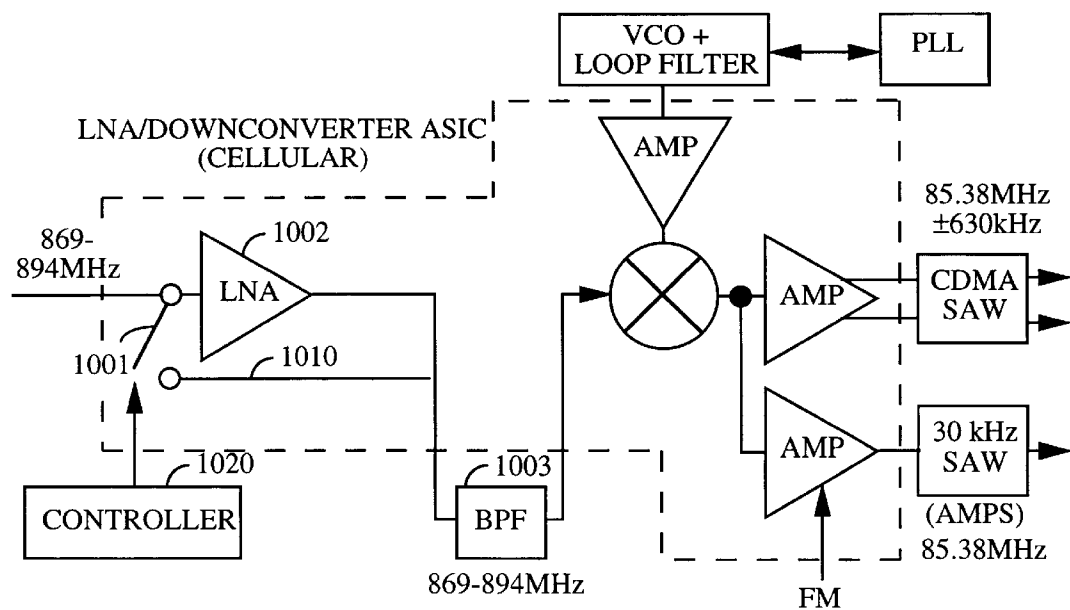 VCO +
LOOP FILTER
PLL
LNA/DOWNCONVERTER ASIC
(CELLULAR)
AMP
869-
894MHz
1002
LNA
1001
1010
85.38MHz
±630kHz
AMP
CDMA
SAW
1020
CONTROLLER
1003
BPF
869-894MHz
AMP
30 kHz
SAW
(AMPS)
85.38MHz
FM